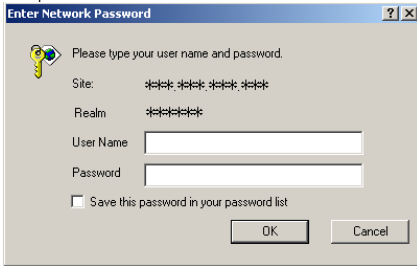 Enter Network Password
Please type your user name and password.
Site: ***.***.***.***
Realm ******
User Name
Password
Save this password in your password list
OK Cancel